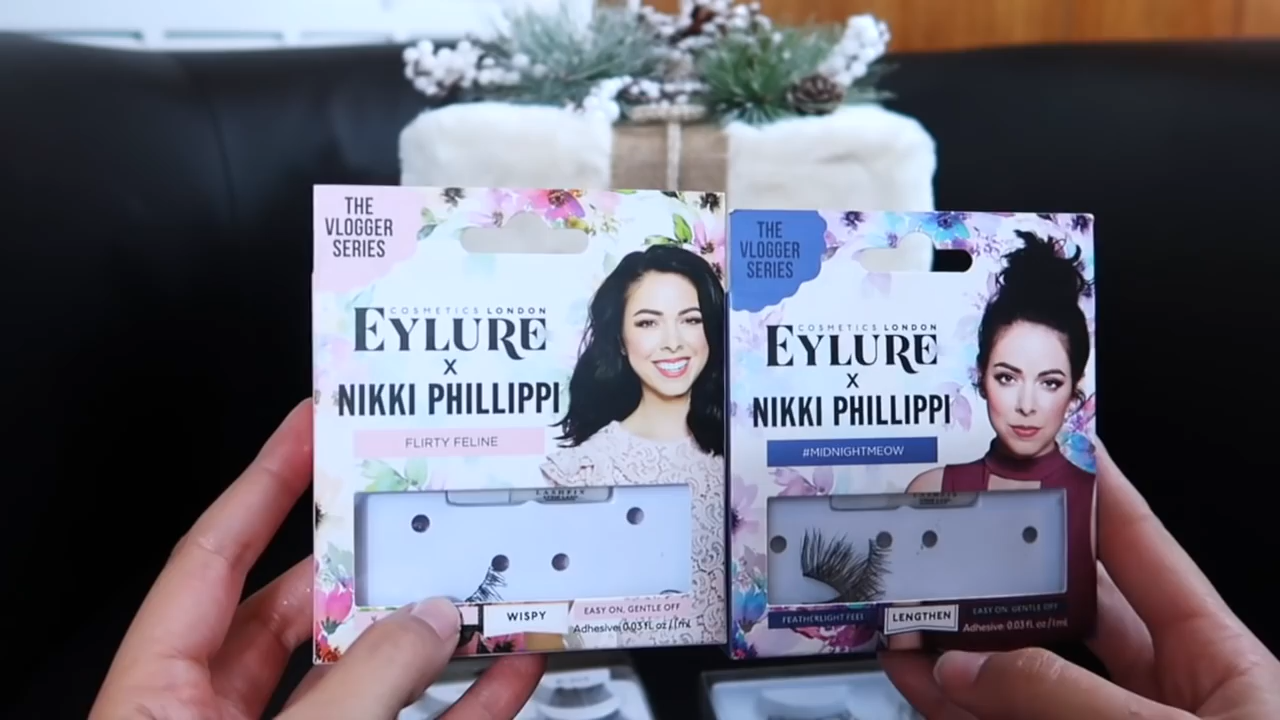 THE
VLOGGER
SERIES
COSMETICS LONDON
EYLURE
X
NIKKI PHILLIPPI
FLIRTY FELINE
LASHFIX
WISPY
EASY ON, GENTLE OFF
Adhesive 0.03 fl oz / 1ml
THE
VLOGGER
SERIES
COSMETICS LONDON
EYLURE
X
NIKKI PHILLIPPI
#MIDNIGHTMEOW
FEATHERLIGHT FEEL
LENGTHEN
EASY ON, GENTLE OFF
Adhesive 0.03 fl oz / 1ml